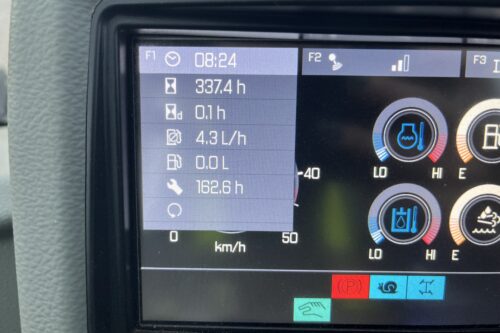 F1 08:24
F2
F3
337.4 h
d 0.1 h
4.3 L/h
0.0 L
162.6 h
40
0 50
km/h
LO HI E
LO HI E
(P)